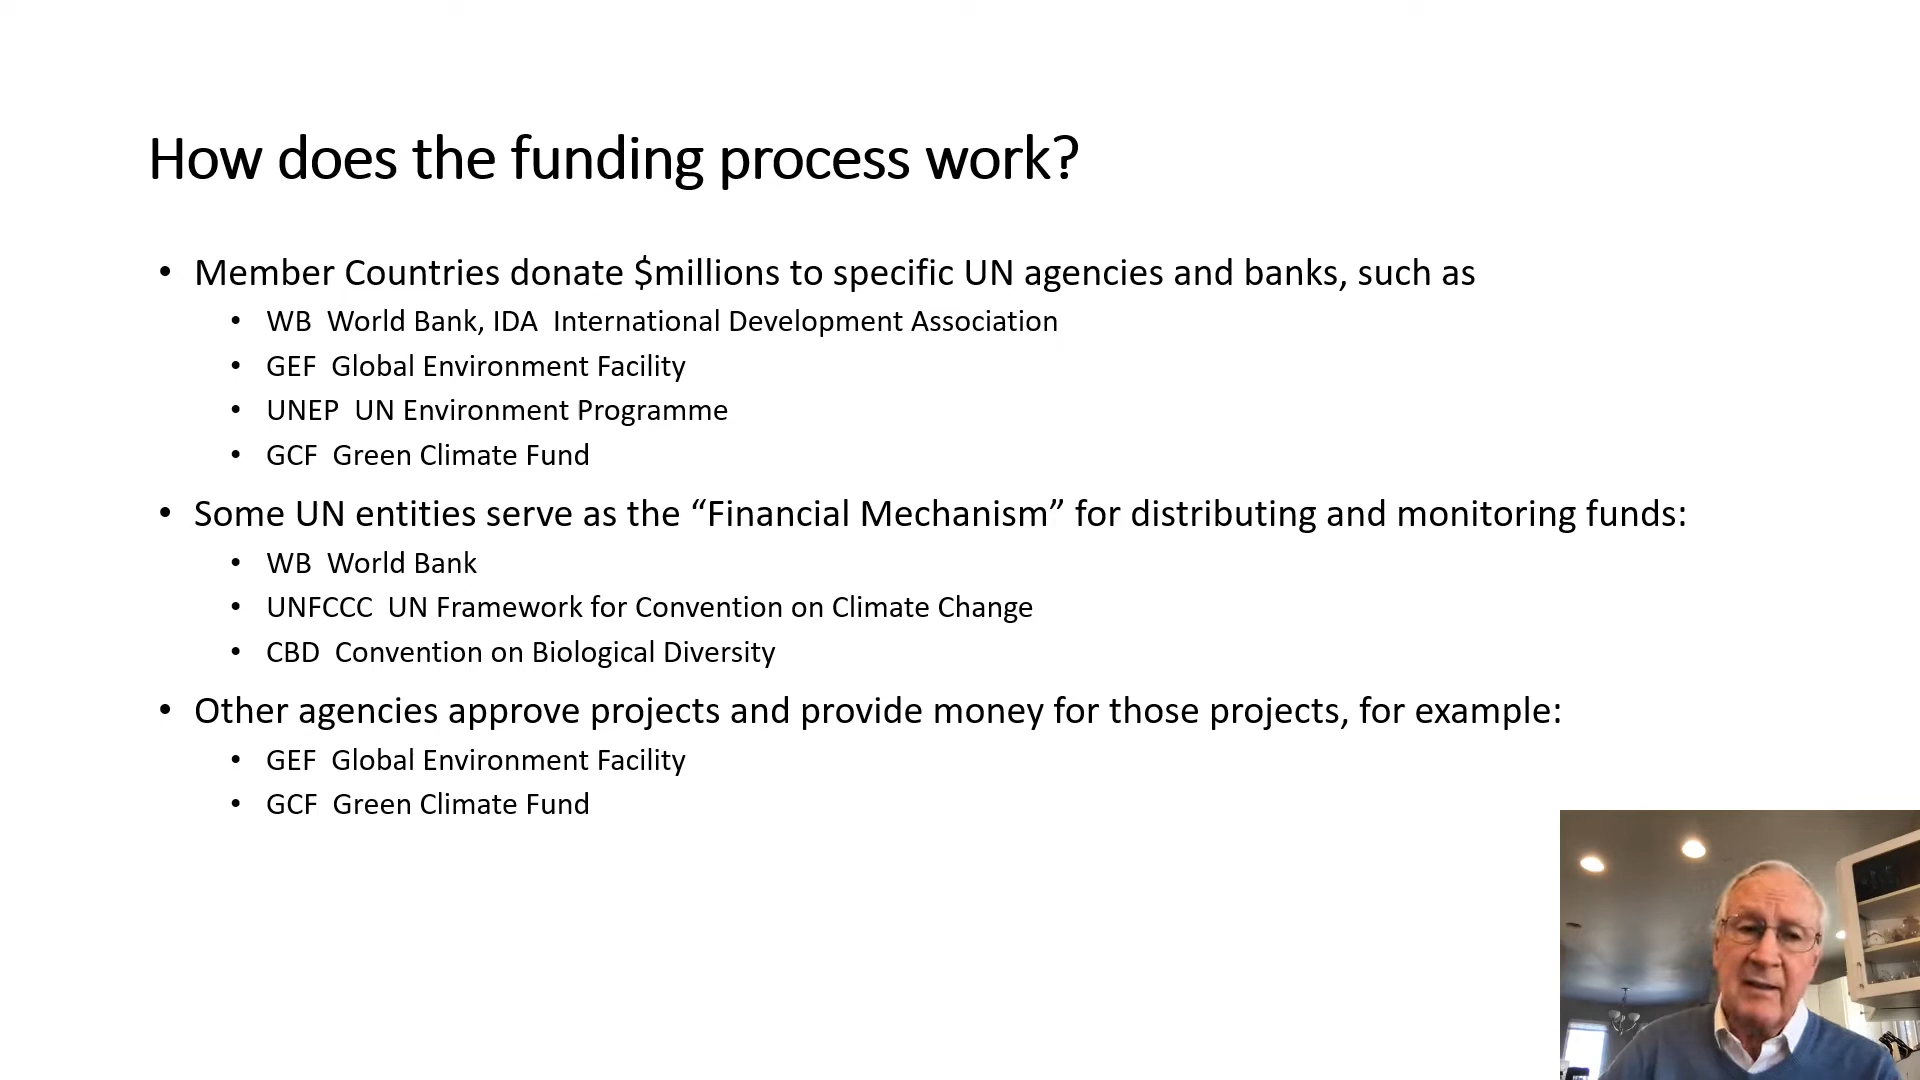 How does the funding process work?
• Member Countries donate $millions to specific UN agencies and banks, such as
• WB World Bank, IDA International Development Association
• GEF Global Environment Facility
• UNEP UN Environment Programme
• GCF Green Climate Fund
• Some UN entities serve as the “Financial Mechanism” for distributing and monitoring funds:
• WB World Bank
• UNFCCC UN Framework for Convention on Climate Change
• CBD Convention on Biological Diversity
• Other agencies approve projects and provide money for those projects, for example:
• GEF Global Environment Facility
• GCF Green Climate Fund